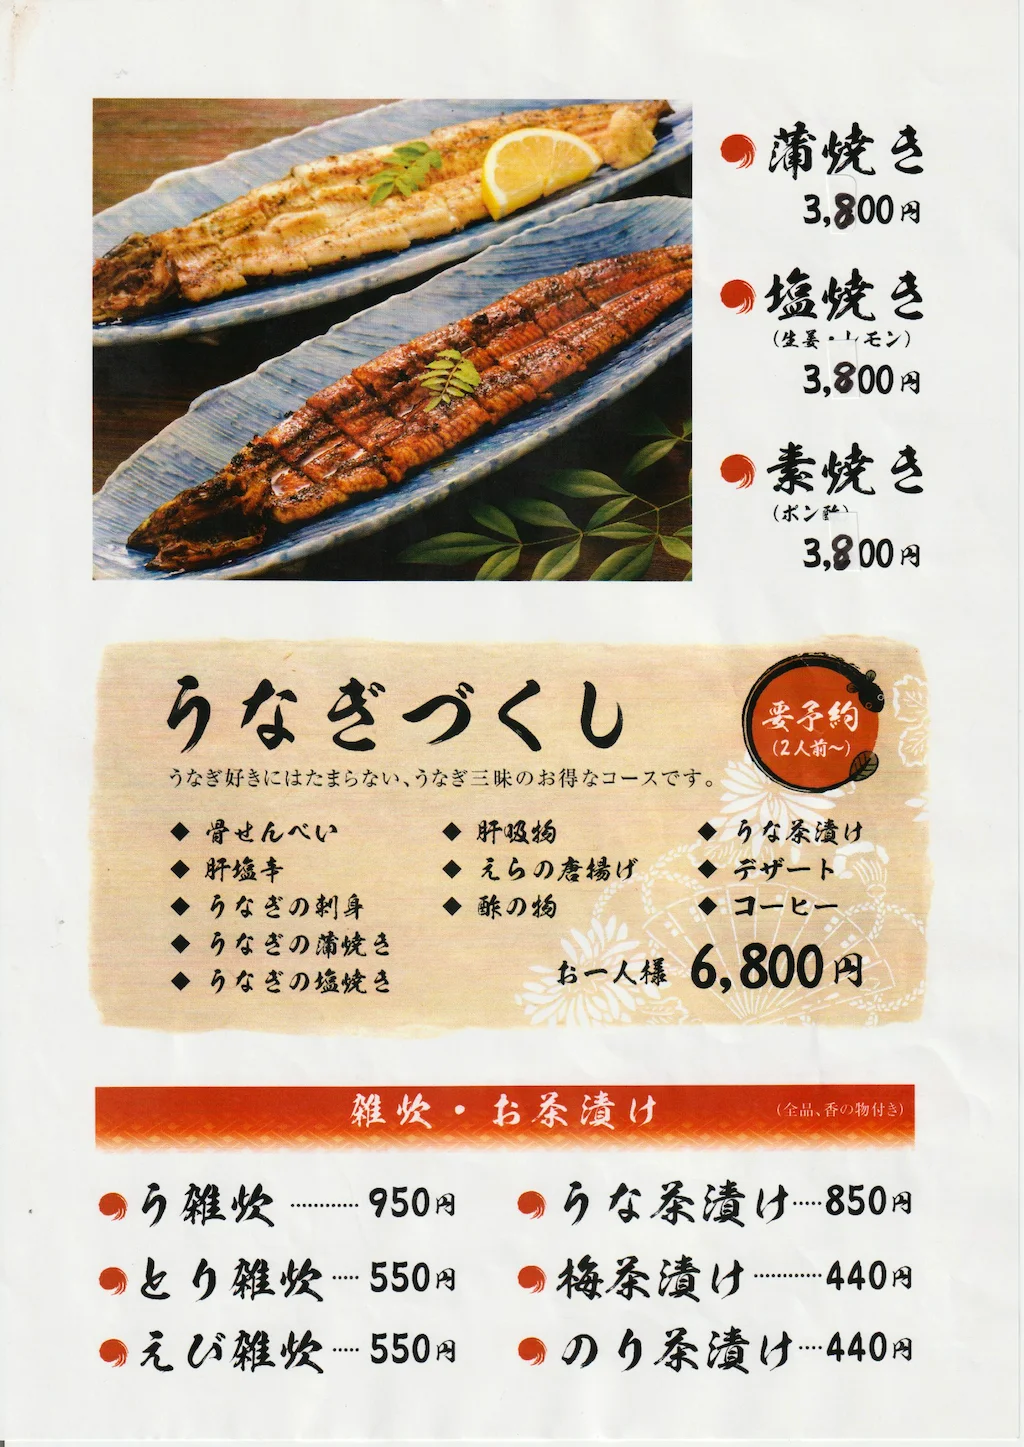 蒲焼き
3,800円
塩焼き
(生姜・レモン)
3,800円
素焼き
(ポン酢)
3,800円
うなぎづくし
要予約
(2人前~)
うなぎ好きにはたまらない、うなぎ三昧のお得なコースです。
◆ 骨せんべい
◆ 肝塩辛
◆ うなぎの刺身
◆ うなぎの蒲焼き
◆ うなぎの塩焼き
◆ 肝吸物
◆ えらの唐揚げ
◆ 酢の物
◆ うな茶漬け
◆ デザート
◆ コーヒー
お一人様 6,800円
雑炊・お茶漬け (全品、香の物付き)
う雑炊 ………… 950円
とり雑炊 …… 550円
えび雑炊 …… 550円
うな茶漬け …… 850円
梅茶漬け ………… 440円
のり茶漬け …… 440円